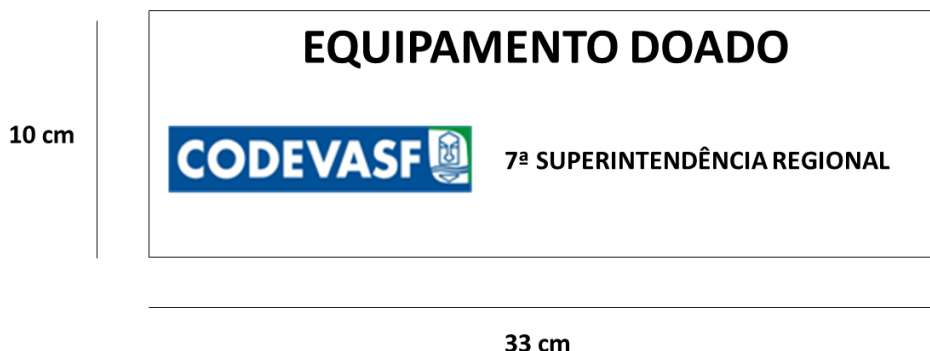 EQUIPAMENTO DOADO
10 cm
CODEVASF
7ª SUPERINTENDÊNCIA REGIONAL
33 cm